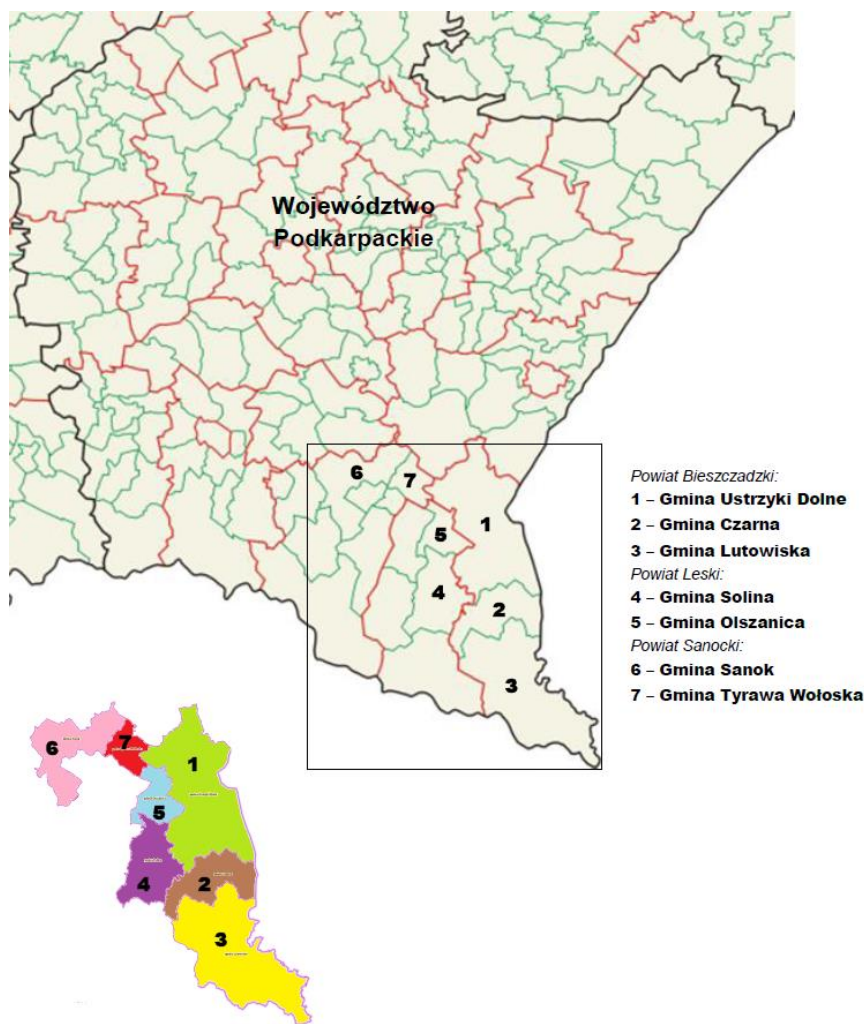 Województwo
Podkarpackie
6
7
1
5
4
2
3
Powiat Bieszczadzki:
1 – Gmina Ustrzyki Dolne
2 – Gmina Czarna
3 – Gmina Lutowiska
Powiat Leski:
4 – Gmina Solina
5 – Gmina Olszanica
Powiat Sanocki:
6 – Gmina Sanok
7 – Gmina Tyrawa Wołoska
6
7
1
5
4
2
3